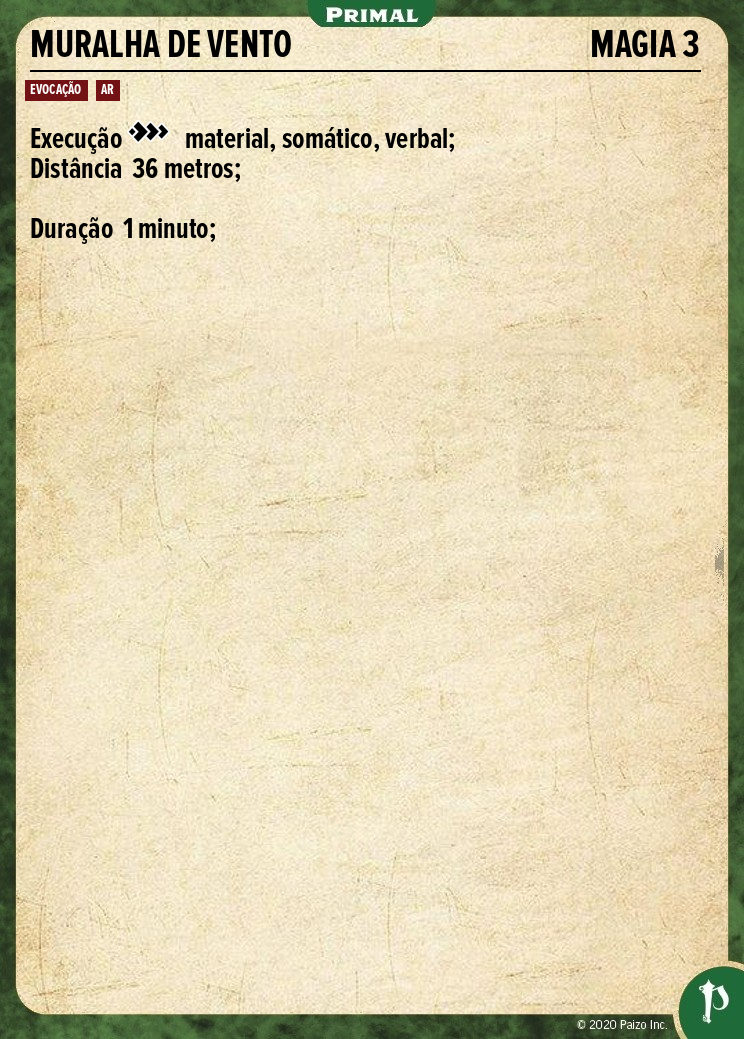 PRIMAL
MURALHA DE VENTO MAGIA 3
EVOCAÇÃO AR
Execução material, somático, verbal;
Distância 36 metros;
Duração 1 minuto;
© 2020 Paizo Inc.